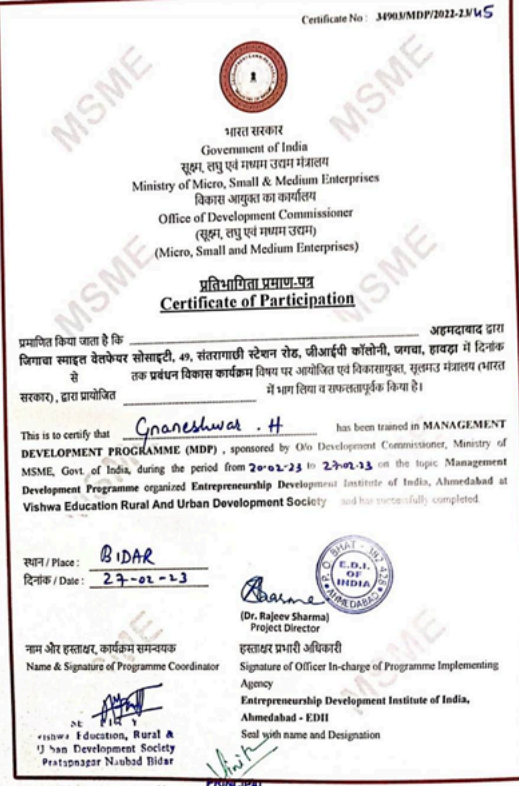 Certificate No : 34903/MDP/2022-23/45
भारत सरकार
Government of India
सूक्ष्म, लघु एवं मध्यम उद्यम मंत्रालय
Ministry of Micro, Small & Medium Enterprises
विकास आयुक्त का कार्यालय
Office of Development Commissioner
(सूक्ष्म, लघु एवं मध्यम उद्यम)
(Micro, Small and Medium Enterprises)
प्रतिभागिता प्रमाण-पत्र
Certificate of Participation
प्रमाणित किया जाता है कि अहमदाबाद द्वारा
जिगाचा स्माइल वेलफेयर सोसाइटी, 49, संतरागाछी स्टेशन रोड, जीआईपी कॉलोनी, जगचा, हावड़ा में दिनांक
से तक प्रबंधन विकास कार्यक्रम विषय पर आयोजित एवं विकासायुक्त, सूलमउ मंत्रालय (भारत
सरकार), द्वारा प्रायोजित में भाग लिया व सफलतापूर्वक किया है।
This is to certify that Gnaneshwar . H has been trained in MANAGEMENT
DEVELOPMENT PROGRAMME (MDP) , sponsored by O/o Development Commissioner, Ministry of
MSME, Govt. of India, during the period from 20-02-23 to 27-02-23 on the topic Management
Development Programme organized Entrepreneurship Development Institute of India, Ahmedabad at
Vishwa Education Rural And Urban Development Society and has successfully completed.
स्थान / Place : BIDAR
दिनांक / Date : 27-02-23
P.O BHAT - 382 428
E.D.I.
OF
INDIA
AHMEDABAD
(Dr. Rajeev Sharma)
Project Director
नाम और हस्ताक्षर, कार्यक्रम समन्वयक
Name & Signature of Programme Coordinator
हस्ताक्षर प्रभारी अधिकारी
Signature of Officer In-charge of Programme Implementing
Agency
Entrepreneurship Development Institute of India,
Ahmedabad - EDII
Seal with name and Designation
Vishwa Education, Rural &
Urban Development Society
Pratapnagar Naubad Bidar
MSME
MSME
MSME
MSME
MSME